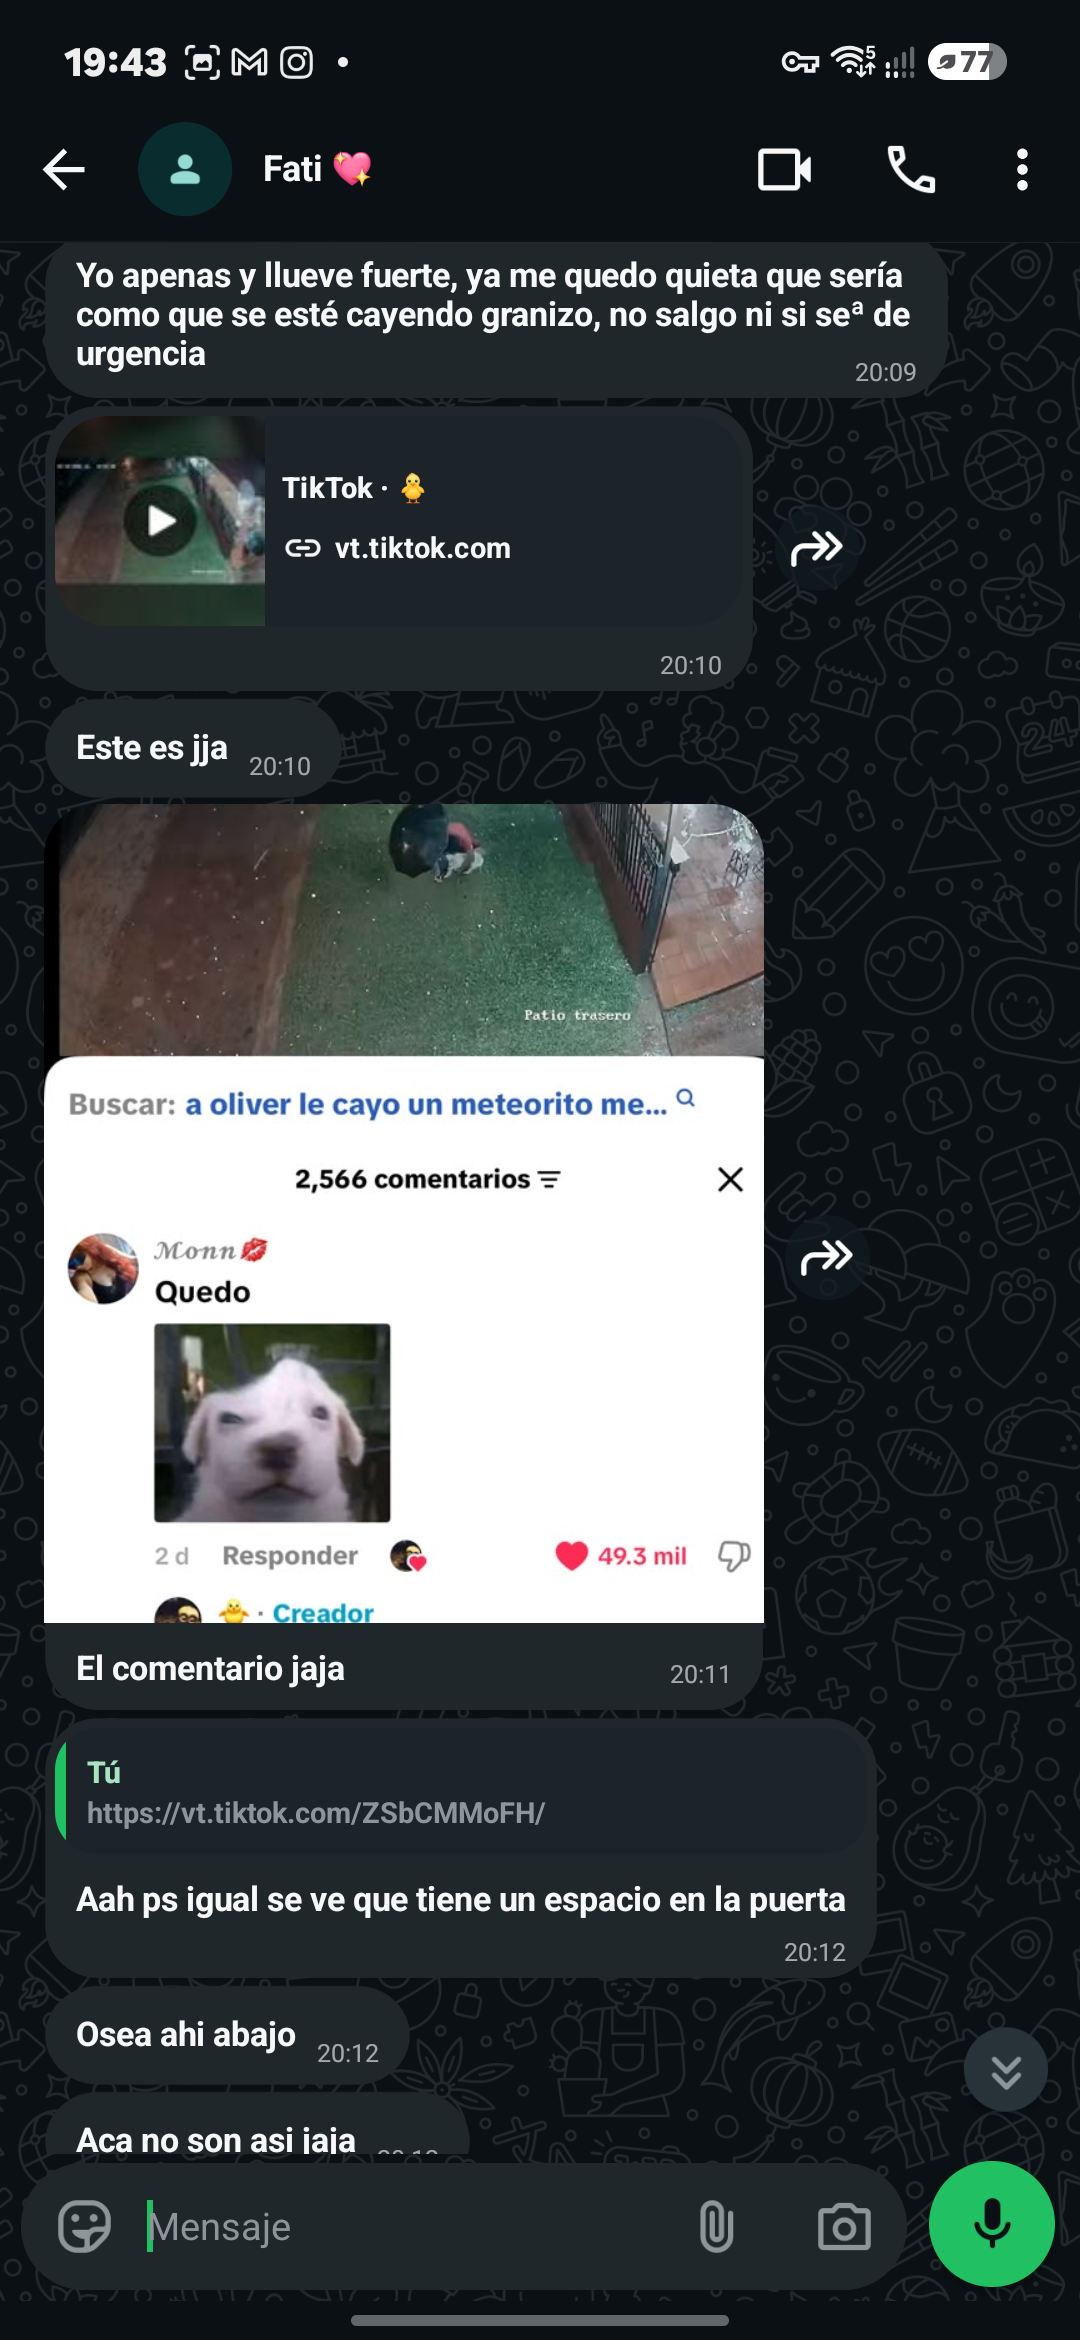 19:43
5
77
Fati 💖
Yo apenas y llueve fuerte, ya me quedo quieta que sería
como que se esté cayendo granizo, no salgo ni si seª de
urgencia
20:09
TikTok · 🐥
vt.tiktok.com
20:10
Este es jja
20:10
Patio trasero
Buscar: a oliver le cayo un meteorito me...
2,566 comentarios
𝓜𝓸𝓷𝓷💋
Quedo
2 d Responder 49.3 mil
🐥 · Creador
El comentario jaja
20:11
Tú
https://vt.tiktok.com/ZSbCMMoFH/
Aah ps igual se ve que tiene un espacio en la puerta
20:12
Osea ahi abajo
20:12
Aca no son asi jaja
Mensaje